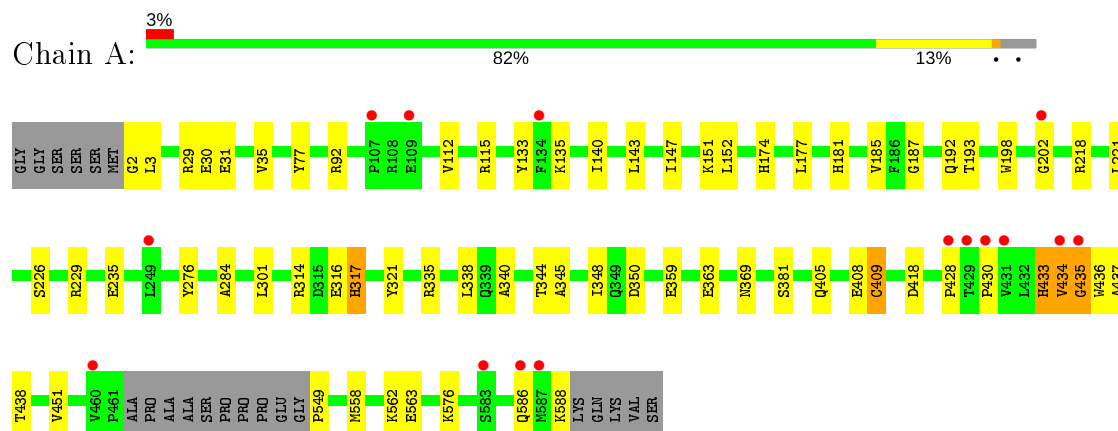 3%
Chain A:
82%
13%
•
•
GLY GLY SER SER SER MET G2 L3 R29 E30 E31 V35 Y77 R92 P107 R108 E109 V112 R115 Y133 F134 K135 I140 L143 I147 K151 L152 H174 L177 H181 V185 F186 G187 Q192 T193 W198 G202 R218 L221
S226 R229 E235 L249 Y276 A284 L301 R314 D315 E316 H317 Y321 R335 L338 Q339 A340 T344 A345 I348 Q349 D350 E359 E363 N369 S381 Q405 E408 C409 D418 P428 T429 P430 V431 L432 H433 V434 G435 W436 A437
T438 V451 V460 P461 ALA PRO ALA ALA SER PRO PRO PRO GLU GLY P549 M558 K562 E563 K576 S583 Q586 M587 K588 LYS GLN LYS VAL SER